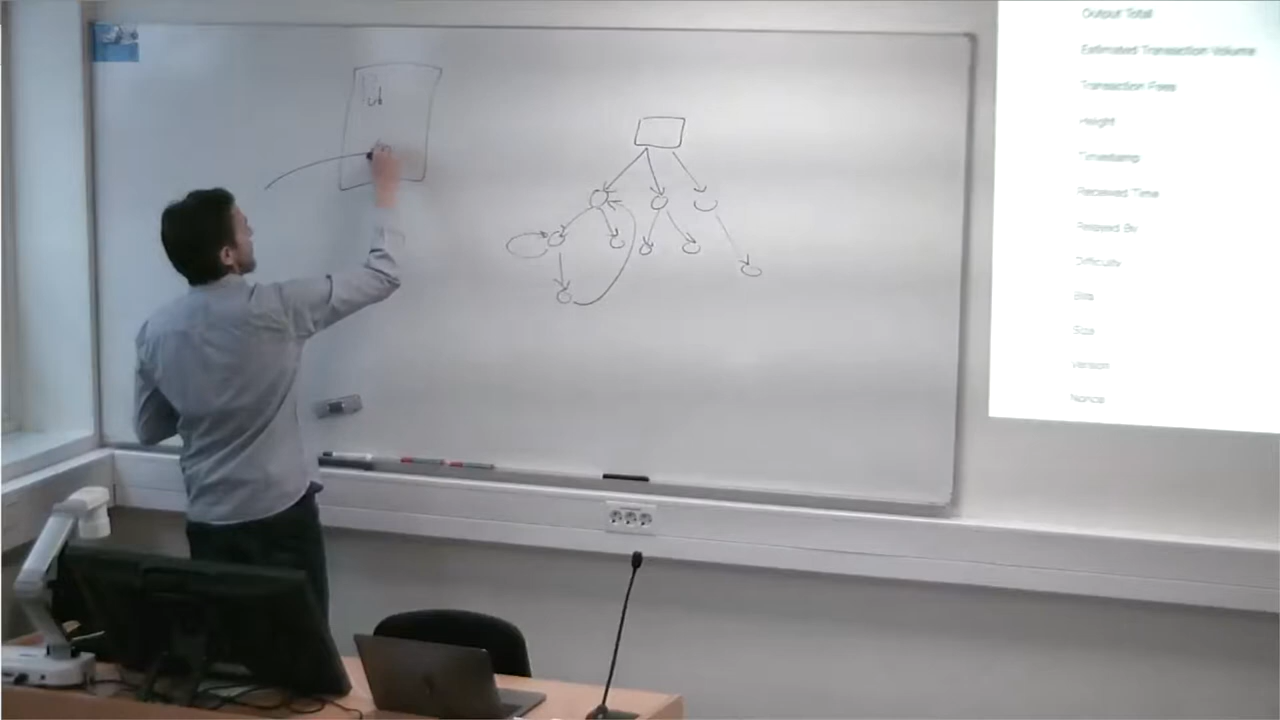 Output Total
Estimated Transaction Volume
Transaction Fees
Height
Timestamp
Received Time
Relayed By
Difficulty
Bits
Size
Version
Nonce